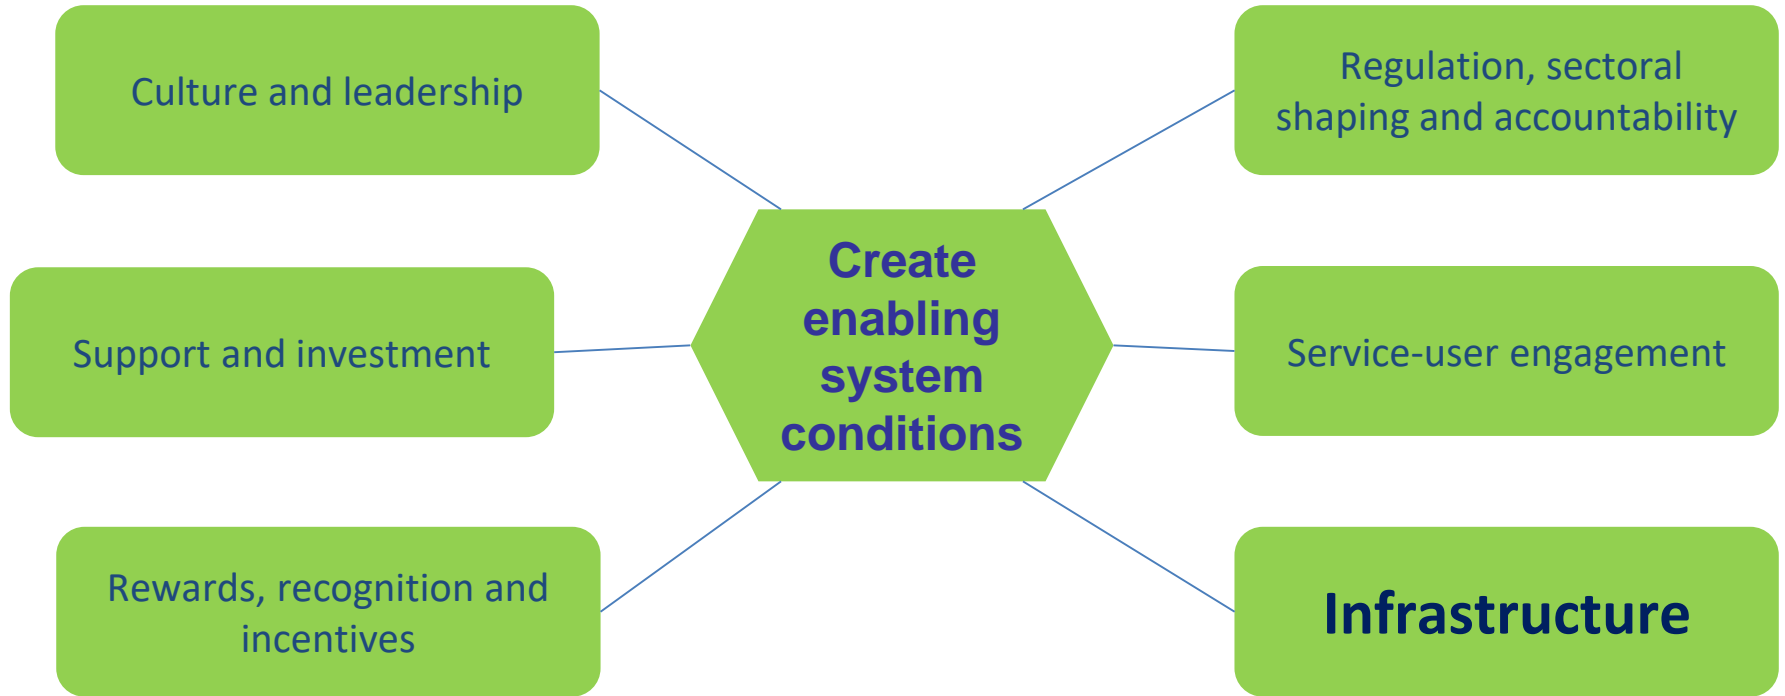 Culture and leadership
Regulation, sectoral
shaping and accountability
Create
enabling
system
conditions
Support and investment
Service-user engagement
Rewards, recognition and
incentives
Infrastructure